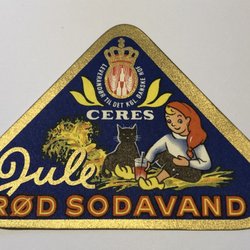 LEVERANDØR TIL DET KGL. DANSKE HOF
CERES
Jule
RØD SODAVAND